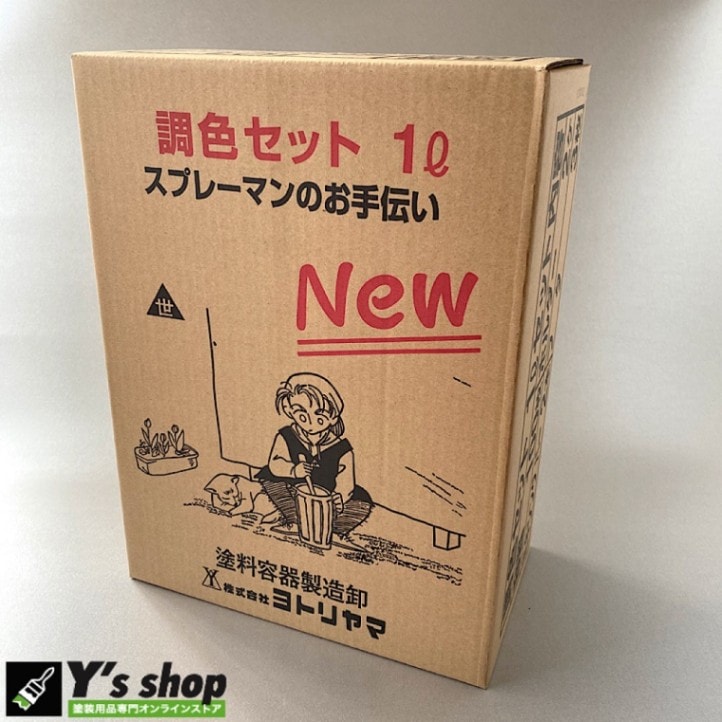 調色セット 1ℓ
スプレーマンのお手伝い
New
世
塗料容器製造卸
株式会社 ヨトリヤマ
Y's shop
塗装用品専門オンラインストア